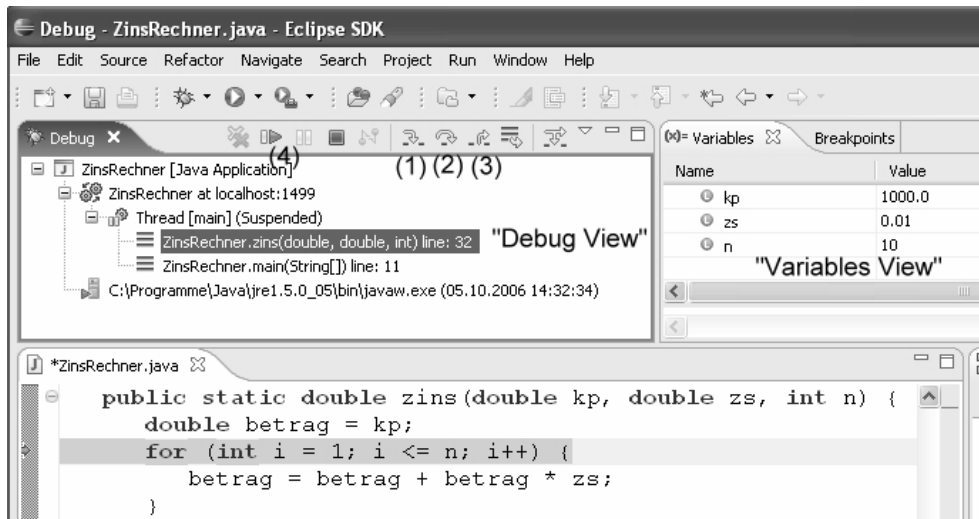 Debug - ZinsRechner.java - Eclipse SDK
File Edit Source Refactor Navigate Search Project Run Window Help
Debug
(4)
(1) (2) (3)
ZinsRechner [Java Application]
ZinsRechner at localhost:1499
Thread [main] (Suspended)
ZinsRechner.zins(double, double, int) line: 32
"Debug View"
ZinsRechner.main(String[]) line: 11
C:\Programme\Java\jre1.5.0_05\bin\javaw.exe (05.10.2006 14:32:34)
(x)= Variables Breakpoints
Name Value
kp 1000.0
zs 0.01
n 10
"Variables View"
*ZinsRechner.java
public static double zins(double kp, double zs, int n) {
double betrag = kp;
for (int i = 1; i <= n; i++) {
betrag = betrag + betrag * zs;
}